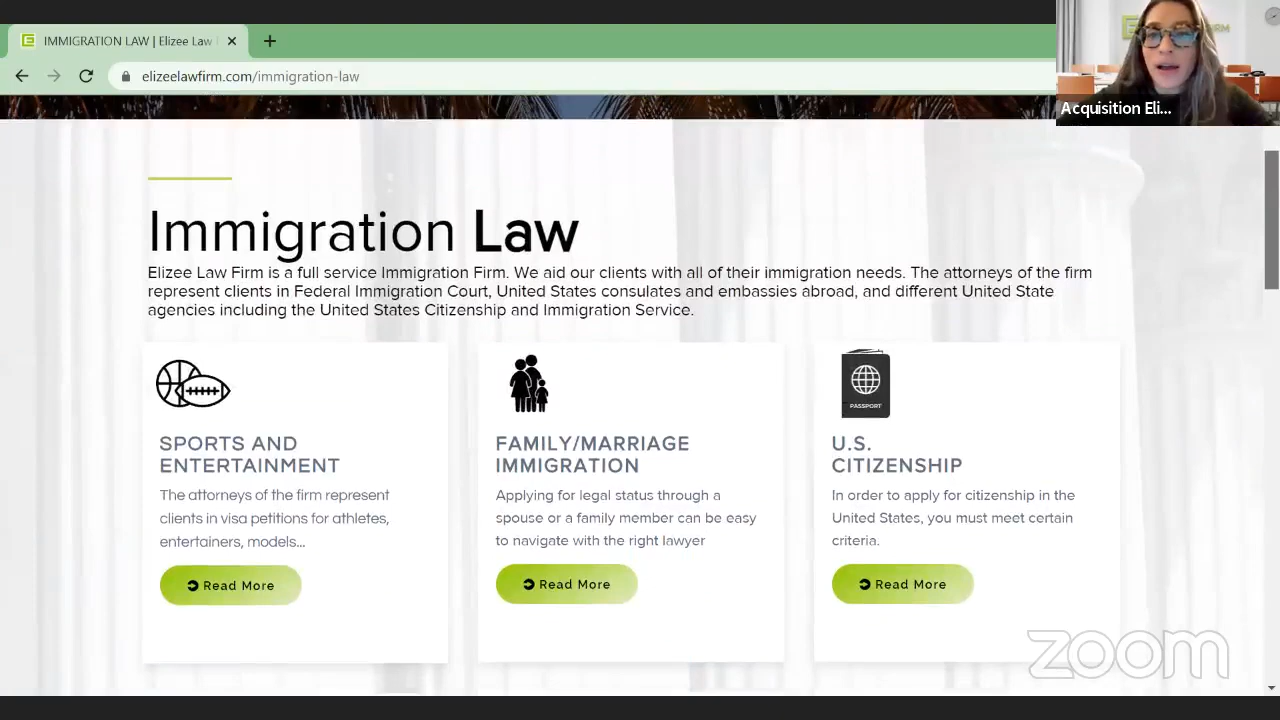 IMMIGRATION LAW | Elizee Law
elizeelawfirm.com/immigration-law
Acquisition Eli...
Immigration Law
Elizee Law Firm is a full service Immigration Firm. We aid our clients with all of their immigration needs. The attorneys of the firm
represent clients in Federal Immigration Court, United States consulates and embassies abroad, and different United State
agencies including the United States Citizenship and Immigration Service.
PASSPORT
SPORTS AND
ENTERTAINMENT
The attorneys of the firm represent
clients in visa petitions for athletes,
entertainers, models...
Read More
FAMILY/MARRIAGE
IMMIGRATION
Applying for legal status through a
spouse or a family member can be easy
to navigate with the right lawyer
Read More
U.S.
CITIZENSHIP
In order to apply for citizenship in the
United States, you must meet certain
criteria.
Read More
zoom